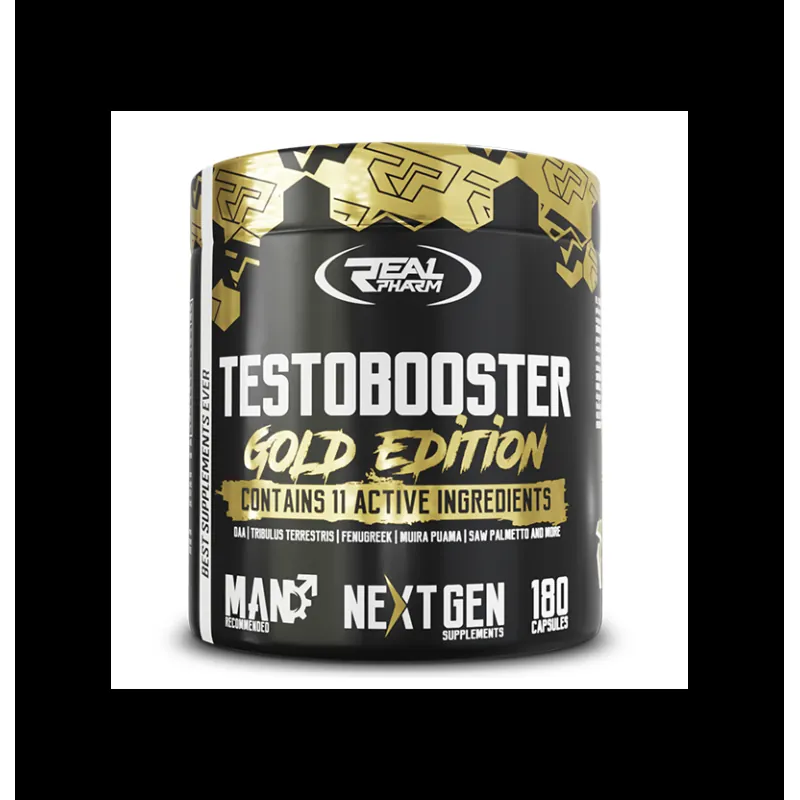 REAL
PHARM
TESTOBOOSTER
GOLD EDITION
CONTAINS 11 ACTIVE INGREDIENTS
DAA | TRIBULUS TERRESTRIS | FENUGREEK | MUIRA PUAMA | SAW PALMETTO AND MORE
MAN
RECOMMENDED
NEXT GEN
SUPPLEMENTS
180
CAPSULES
BEST SUPPLEMENTS EVER